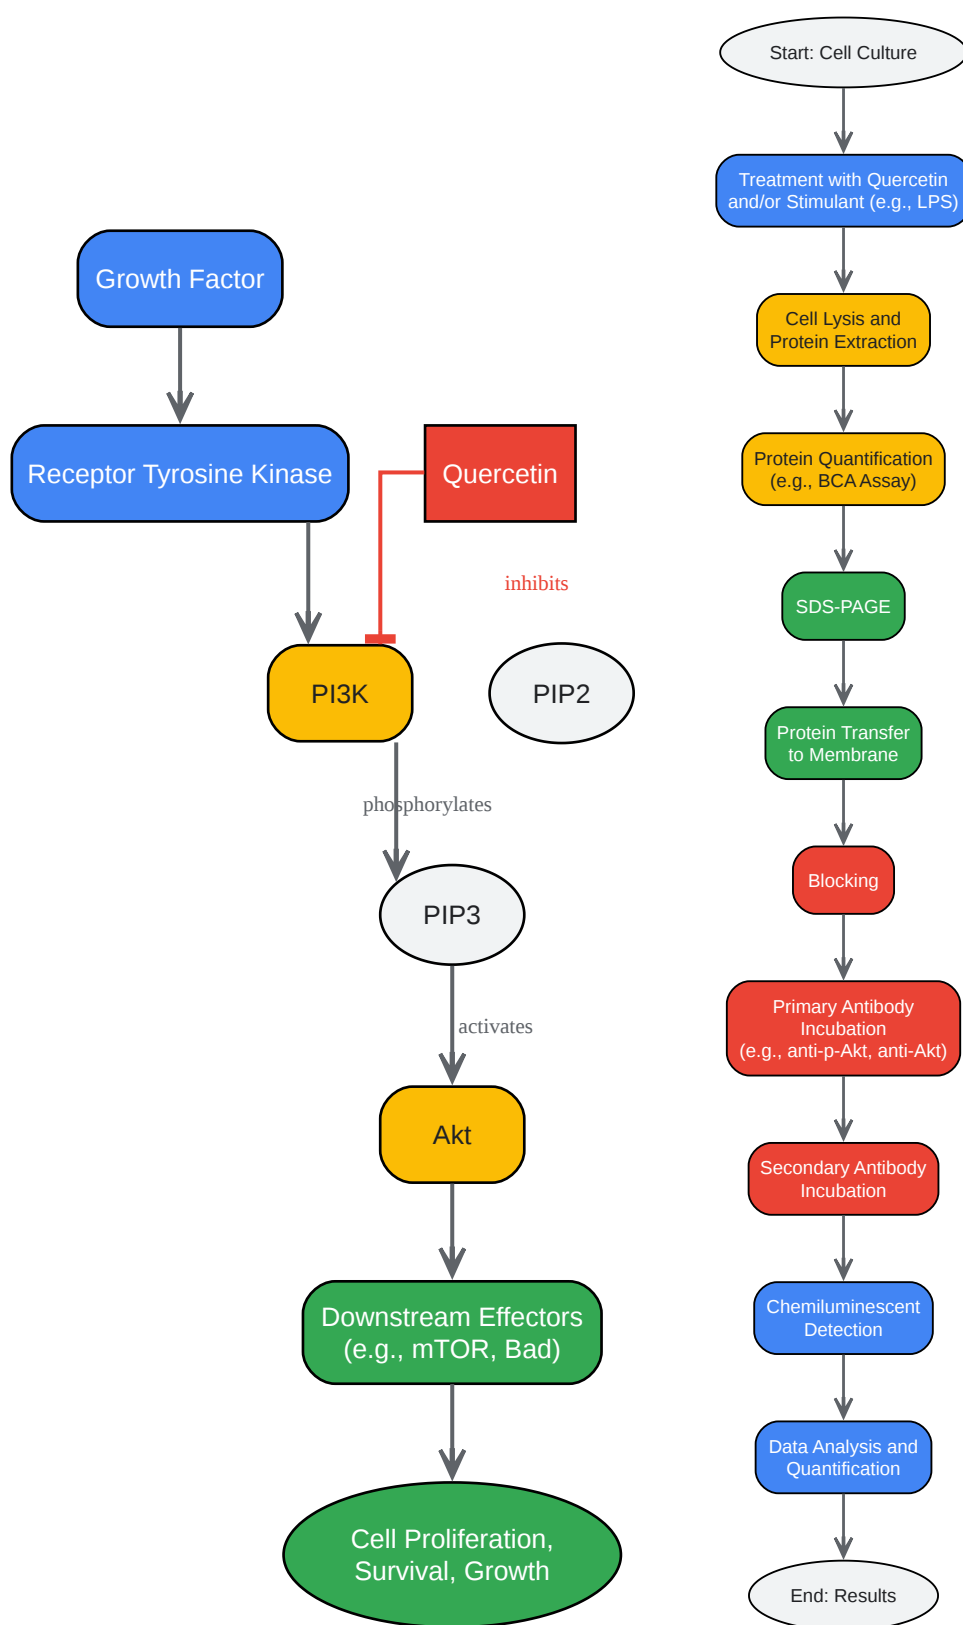 Growth Factor
Receptor Tyrosine Kinase
Quercetin
inhibits
PI3K
PIP2
phosphorylates
PIP3
activates
Akt
Downstream Effectors
(e.g., mTOR, Bad)
Cell Proliferation,
Survival, Growth
Start: Cell Culture
Treatment with Quercetin
and/or Stimulant (e.g., LPS)
Cell Lysis and
Protein Extraction
Protein Quantification
(e.g., BCA Assay)
SDS-PAGE
Protein Transfer
to Membrane
Blocking
Primary Antibody
Incubation
(e.g., anti-p-Akt, anti-Akt)
Secondary Antibody
Incubation
Chemiluminescent
Detection
Data Analysis and
Quantification
End: Results